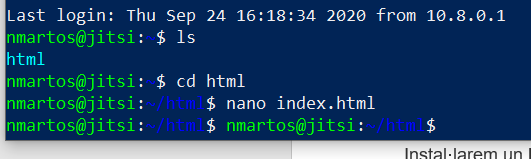 Last login: Thu Sep 24 16:18:34 2020 from 10.8.0.1
nmartos@jitsi:~$ ls
html
nmartos@jitsi:~$ cd html
nmartos@jitsi:~/html$ nano index.html
nmartos@jitsi:~/html$ nmartos@jitsi:~/html$
Instal·larem un